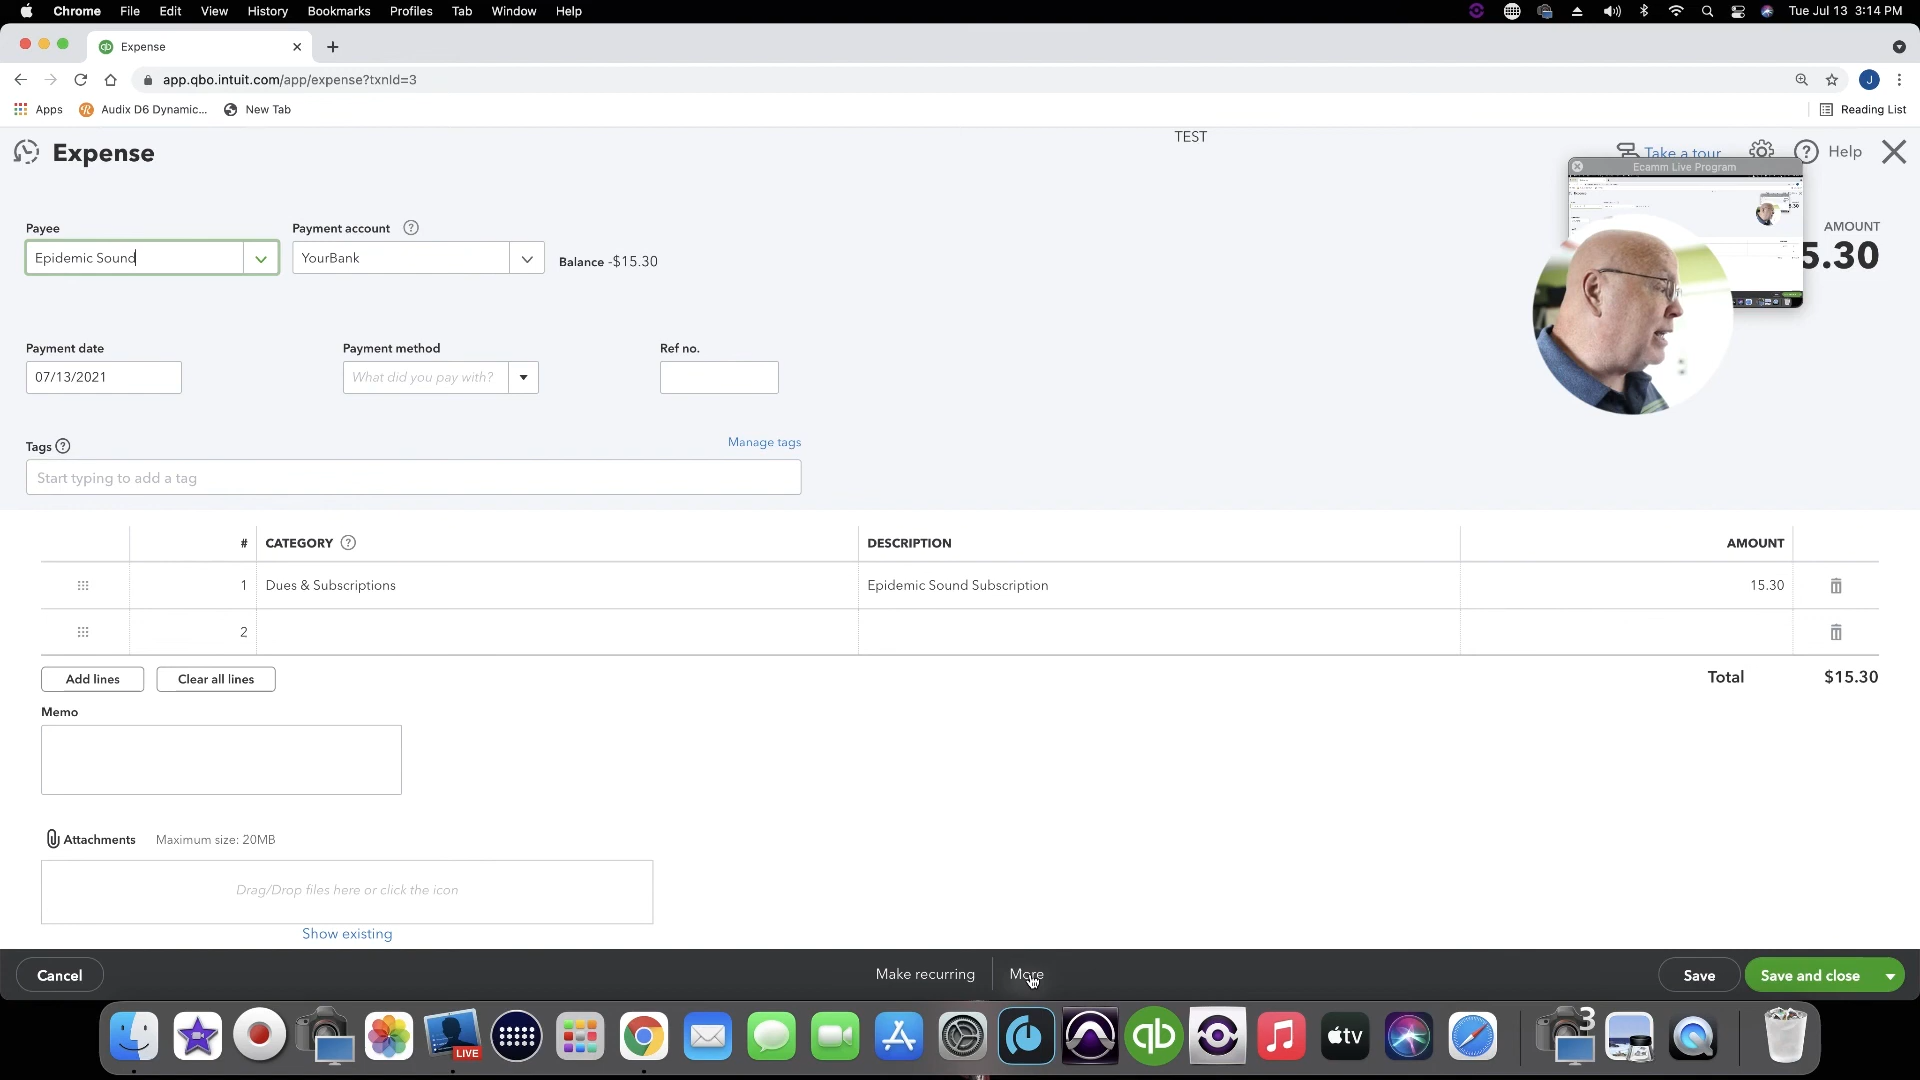 Chrome File Edit View History Bookmarks Profiles Tab Window Help
Tue Jul 13 3:14 PM
Expense
app.qbo.intuit.com/app/expense?txnId=3
J
Apps
Audix D6 Dynamic...
New Tab
Reading List
TEST
Expense
Take a tour
Help
Ecamm Live Program
Payee
Payment account
AMOUNT
Epidemic Sound
YourBank
Balance -$15.30
5.30
Payment date
Payment method
Ref no.
07/13/2021
What did you pay with?
Tags
Manage tags
Start typing to add a tag
# CATEGORY DESCRIPTION AMOUNT
1 Dues & Subscriptions Epidemic Sound Subscription 15.30
2
Add lines
Clear all lines
Total $15.30
Memo
Attachments
Maximum size: 20MB
Drag/Drop files here or click the icon
Show existing
Cancel
Make recurring
More
Save
Save and close
LIVE
qb
tv
3